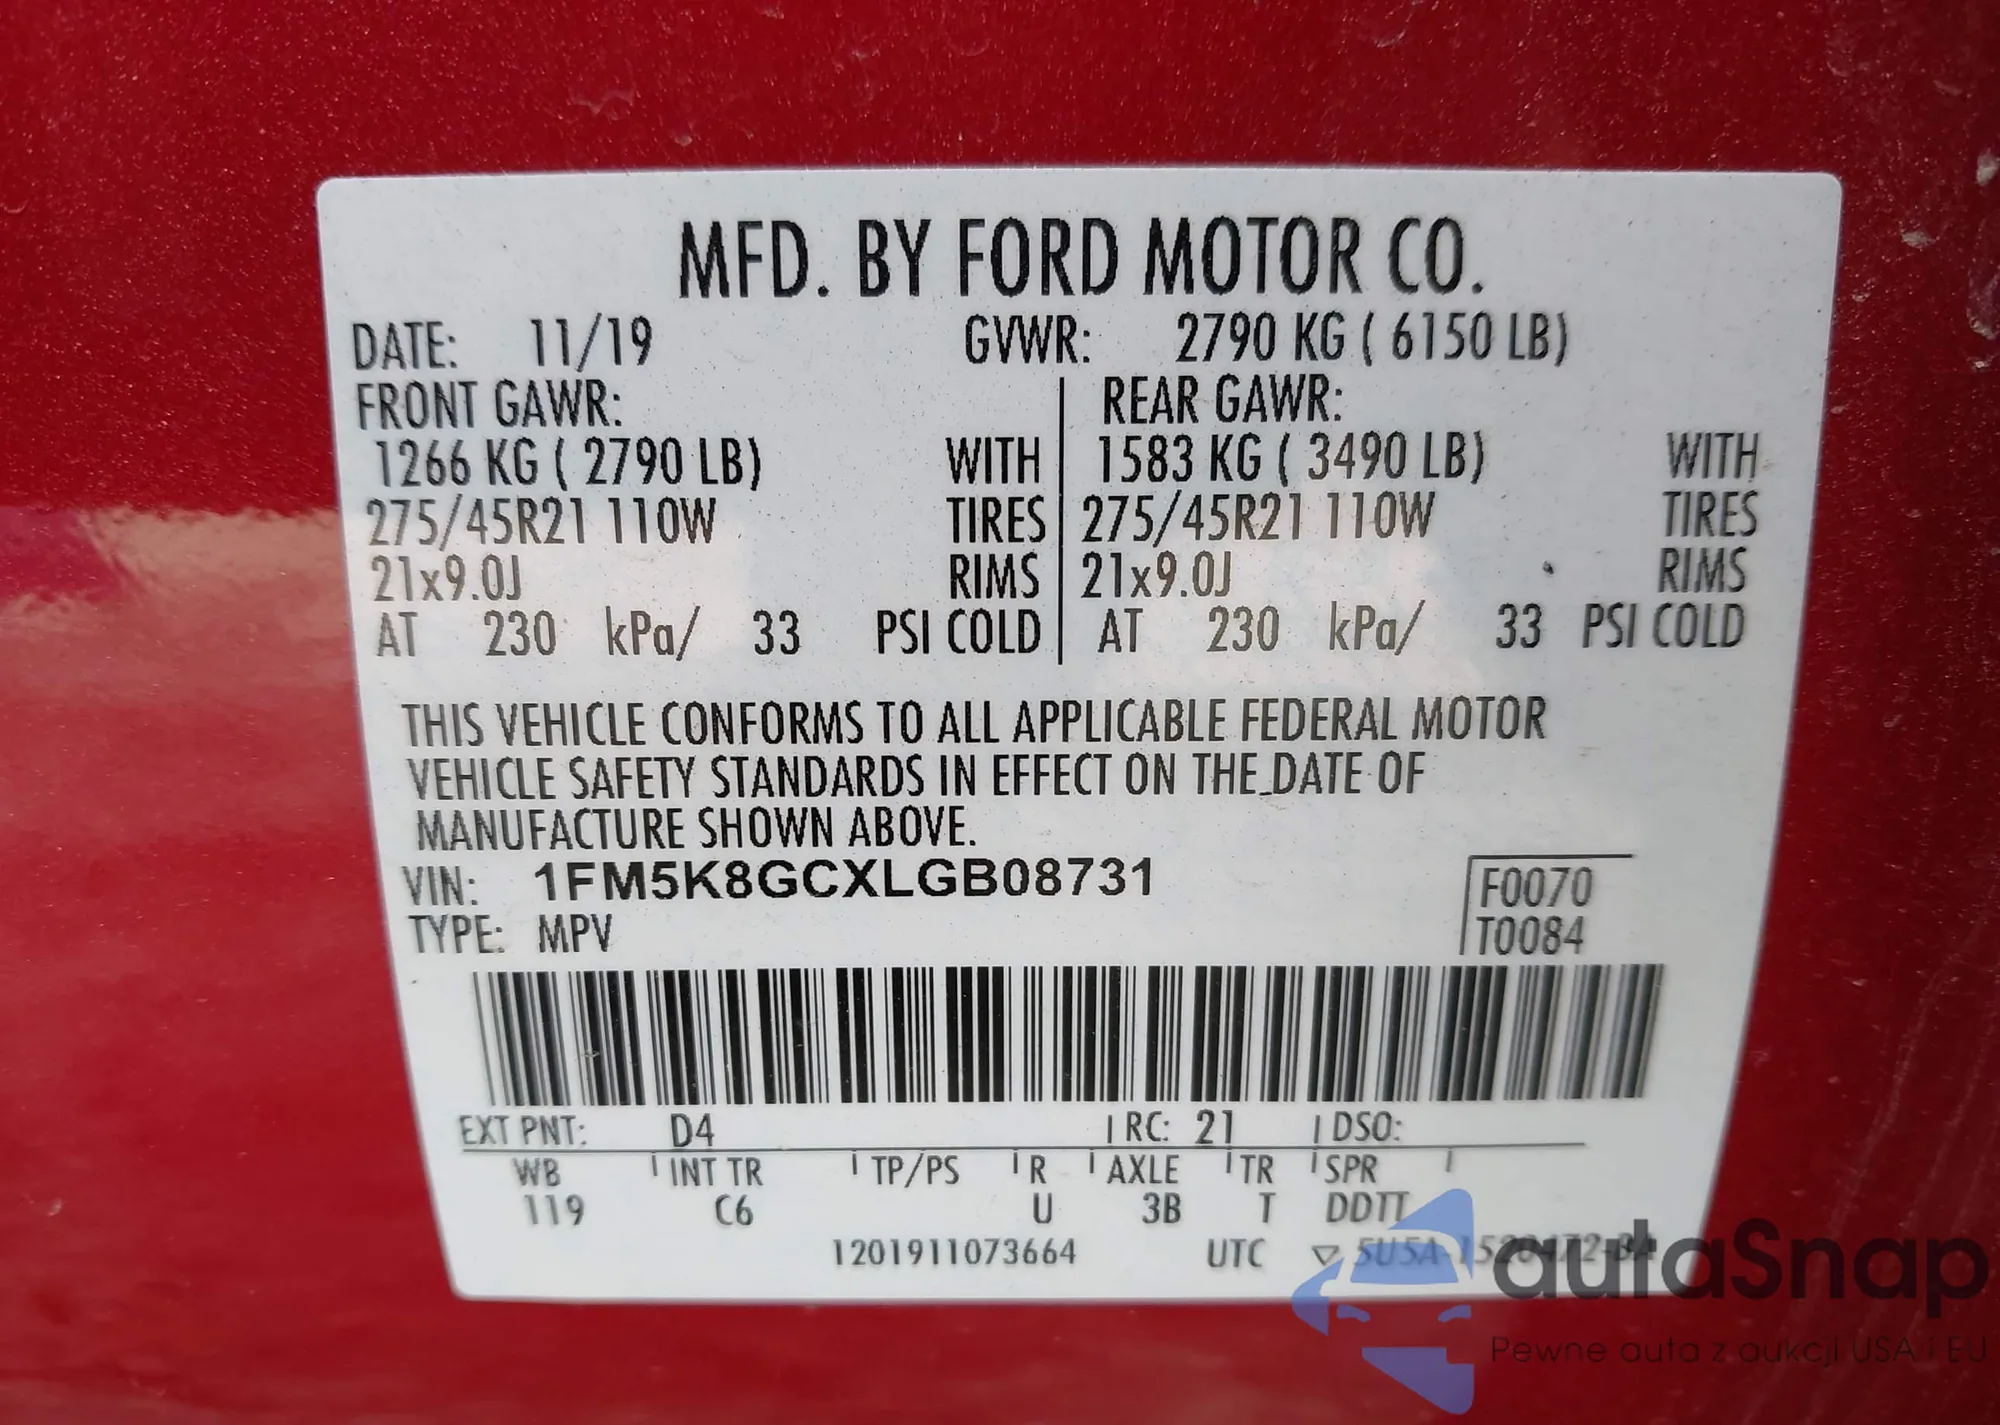 MFD. BY FORD MOTOR CO.
DATE: 11/19 GVWR: 2790 KG ( 6150 LB)
FRONT GAWR: REAR GAWR:
1266 KG ( 2790 LB) WITH 1583 KG ( 3490 LB) WITH
275/45R21 110W TIRES 275/45R21 110W TIRES
21x9.0J RIMS 21x9.0J RIMS
AT 230 kPa/ 33 PSI COLD AT 230 kPa/ 33 PSI COLD
THIS VEHICLE CONFORMS TO ALL APPLICABLE FEDERAL MOTOR
VEHICLE SAFETY STANDARDS IN EFFECT ON THE DATE OF
MANUFACTURE SHOWN ABOVE.
VIN: 1FM5K8GCXLGB08731 F0070
TYPE: MPV T0084
EXT PNT: D4 RC: 21 DSO:
WB INT TR TP/PS R AXLE TR SPR
119 C6 U 3B T DDTT
1201911073664 UTC
autaSnap
Pewne auta z aukcji USA i EU